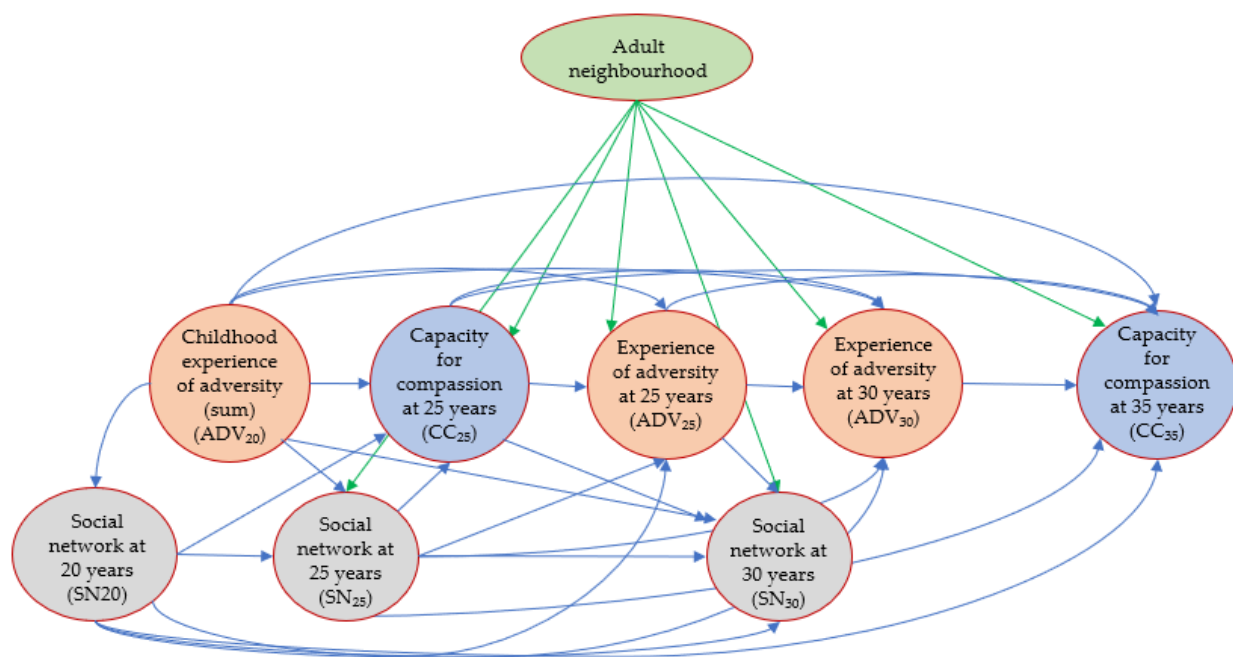 Adult
neighbourhood
Childhood
experience
of adversity
(sum)
(ADV₂₀)
Capacity
for
compassion
at 25 years
(CC₂₅)
Experience
of adversity
at 25 years
(ADV₂₅)
Experience
of adversity
at 30 years
(ADV₃₀)
Capacity
for
compassion
at 35 years
(CC₃₅)
Social
network at
20 years
(SN20)
Social
network at
25 years
(SN₂₅)
Social
network at
30 years
(SN₃₀)